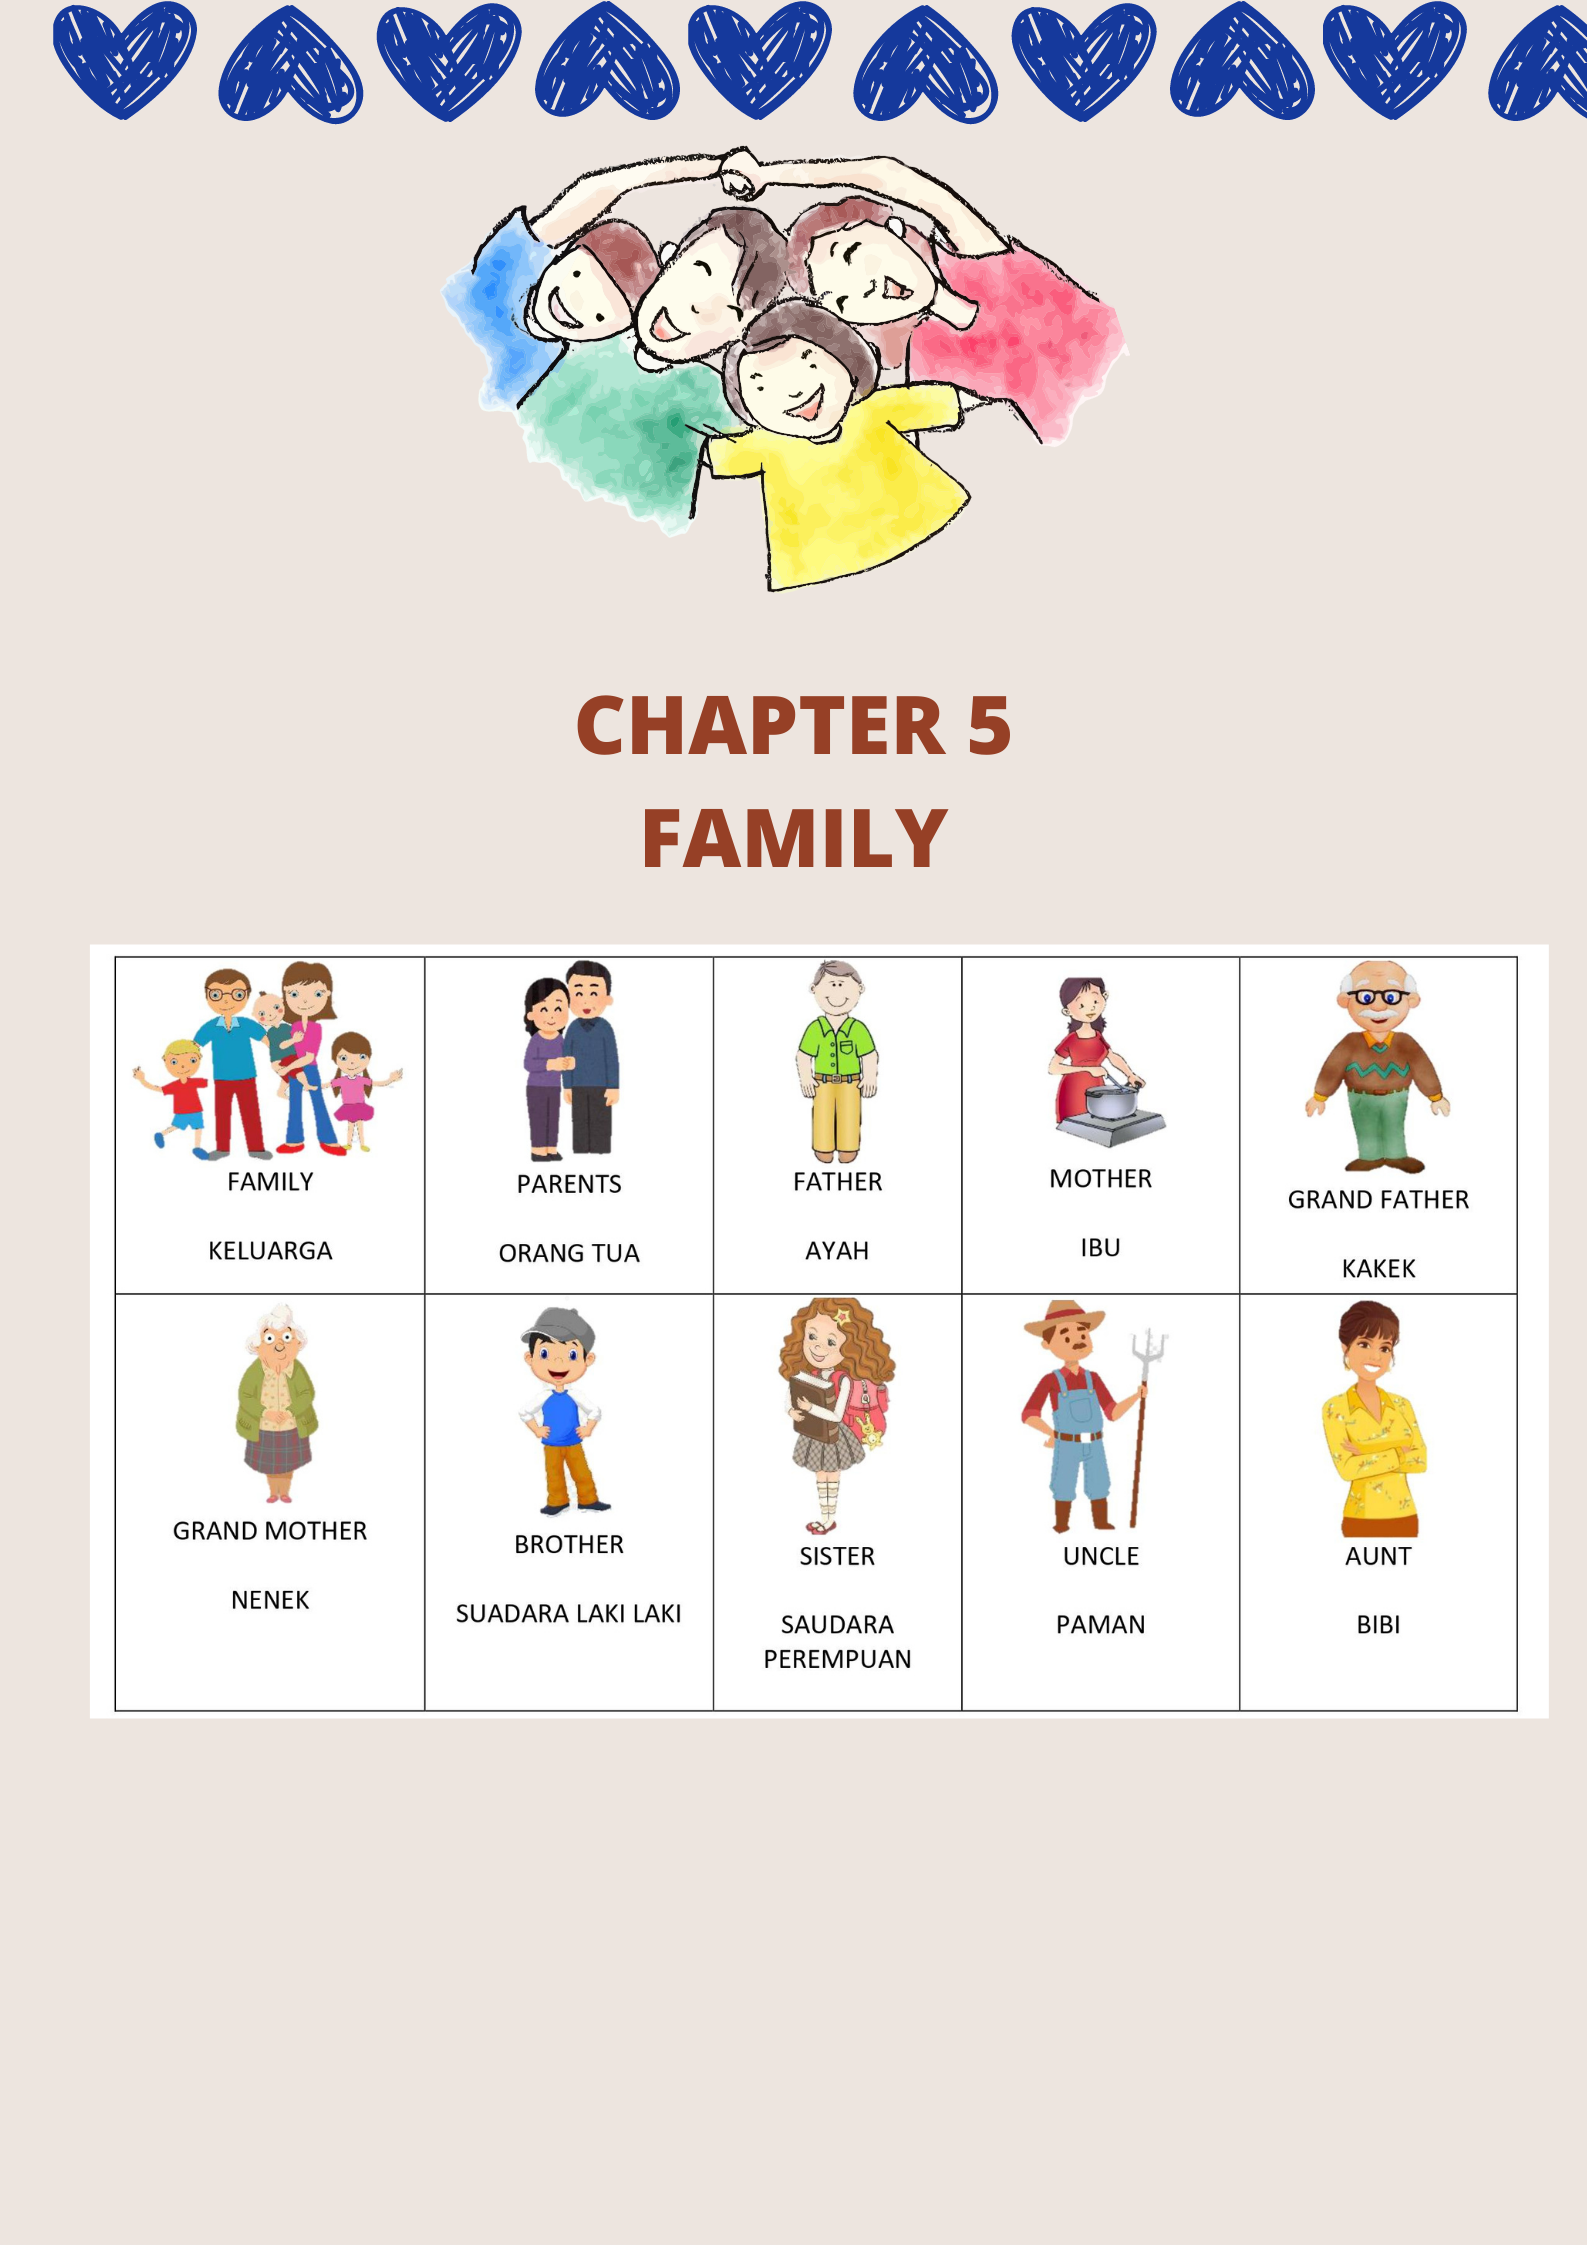 CHAPTER 5
FAMILY
FAMILY
KELUARGA
PARENTS
ORANG TUA
FATHER
AYAH
MOTHER
IBU
GRAND FATHER
KAKEK
GRAND MOTHER
NENEK
BROTHER
SUADARA LAKI LAKI
SISTER
SAUDARA
PEREMPUAN
UNCLE
PAMAN
AUNT
BIBI